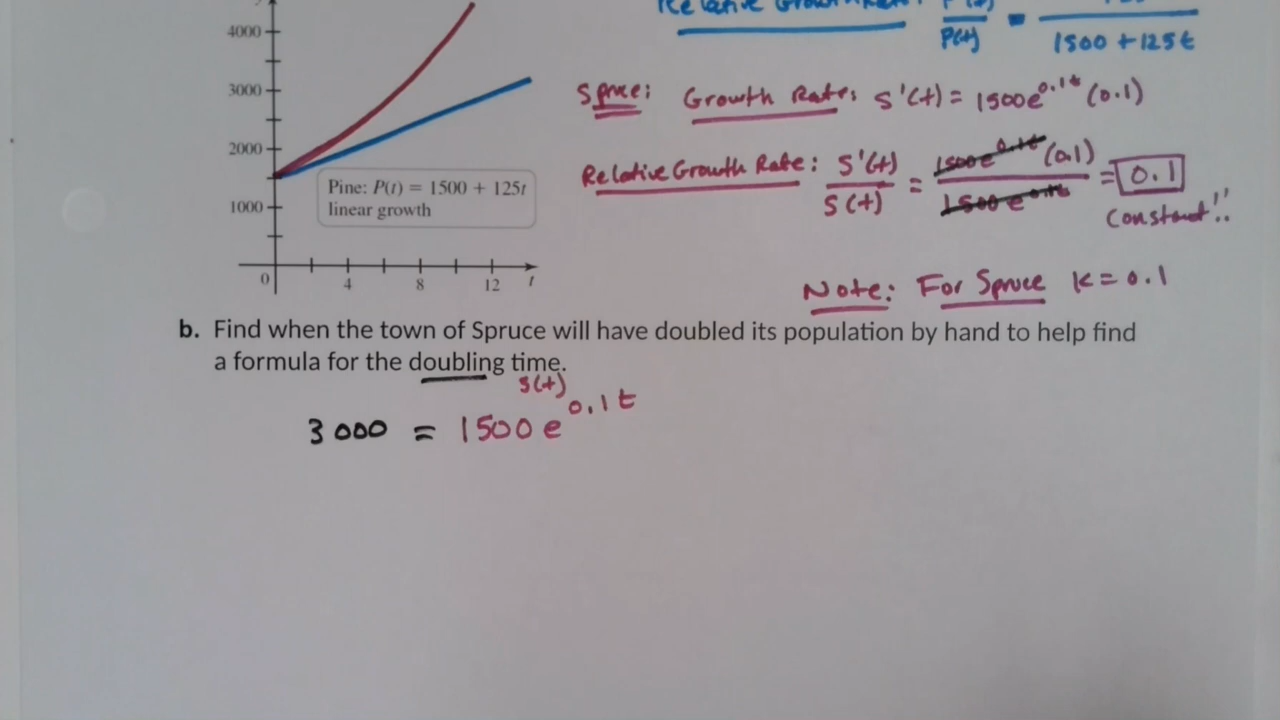 4000
3000
2000
1000
0
4
8
12
t
Pine: P(t) = 1500 + 125t
linear growth
P(t) = 1500 + 125t
Spruce: Growth Rate: S'(t) = 1500e^0.1t (0.1)
Relative Growth Rate: S'(t) / S(t) = 1500e^0.1t (0.1) / 1500e^0.1t = 0.1
Constant!!
Note: For Spruce K = 0.1
b. Find when the town of Spruce will have doubled its population by hand to help find
a formula for the doubling time.
S(t)
3000 = 1500e^0.1t